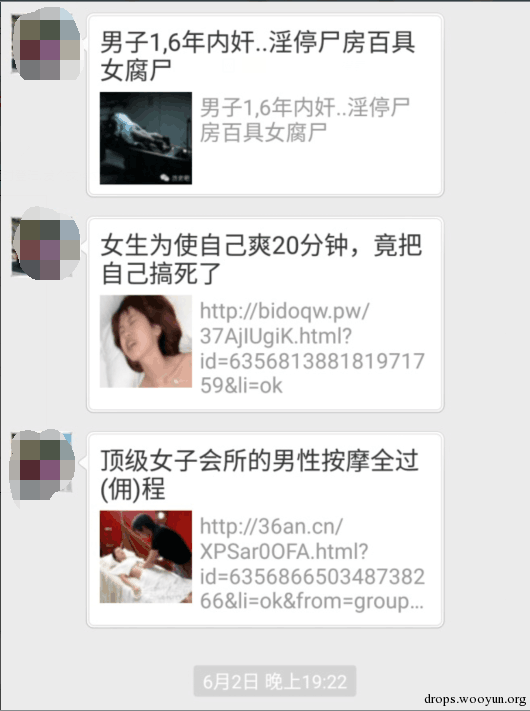 男子1,6年内奸..淫停尸房百具
女腐尸
男子1,6年内奸..淫停尸
房百具女腐尸
女生为使自己爽20分钟，竟把
自己搞死了
http://bidoqw.pw/
37AjIUgiK.html?
id=6356813881819717
59&li=ok
顶级女子会所的男性按摩全过
(佣)程
http://36an.cn/
XPSar0OFA.html?
id=6356866503487382
66&li=ok&from=group...
6月2日 晚上19:22
drops.wooyun.org